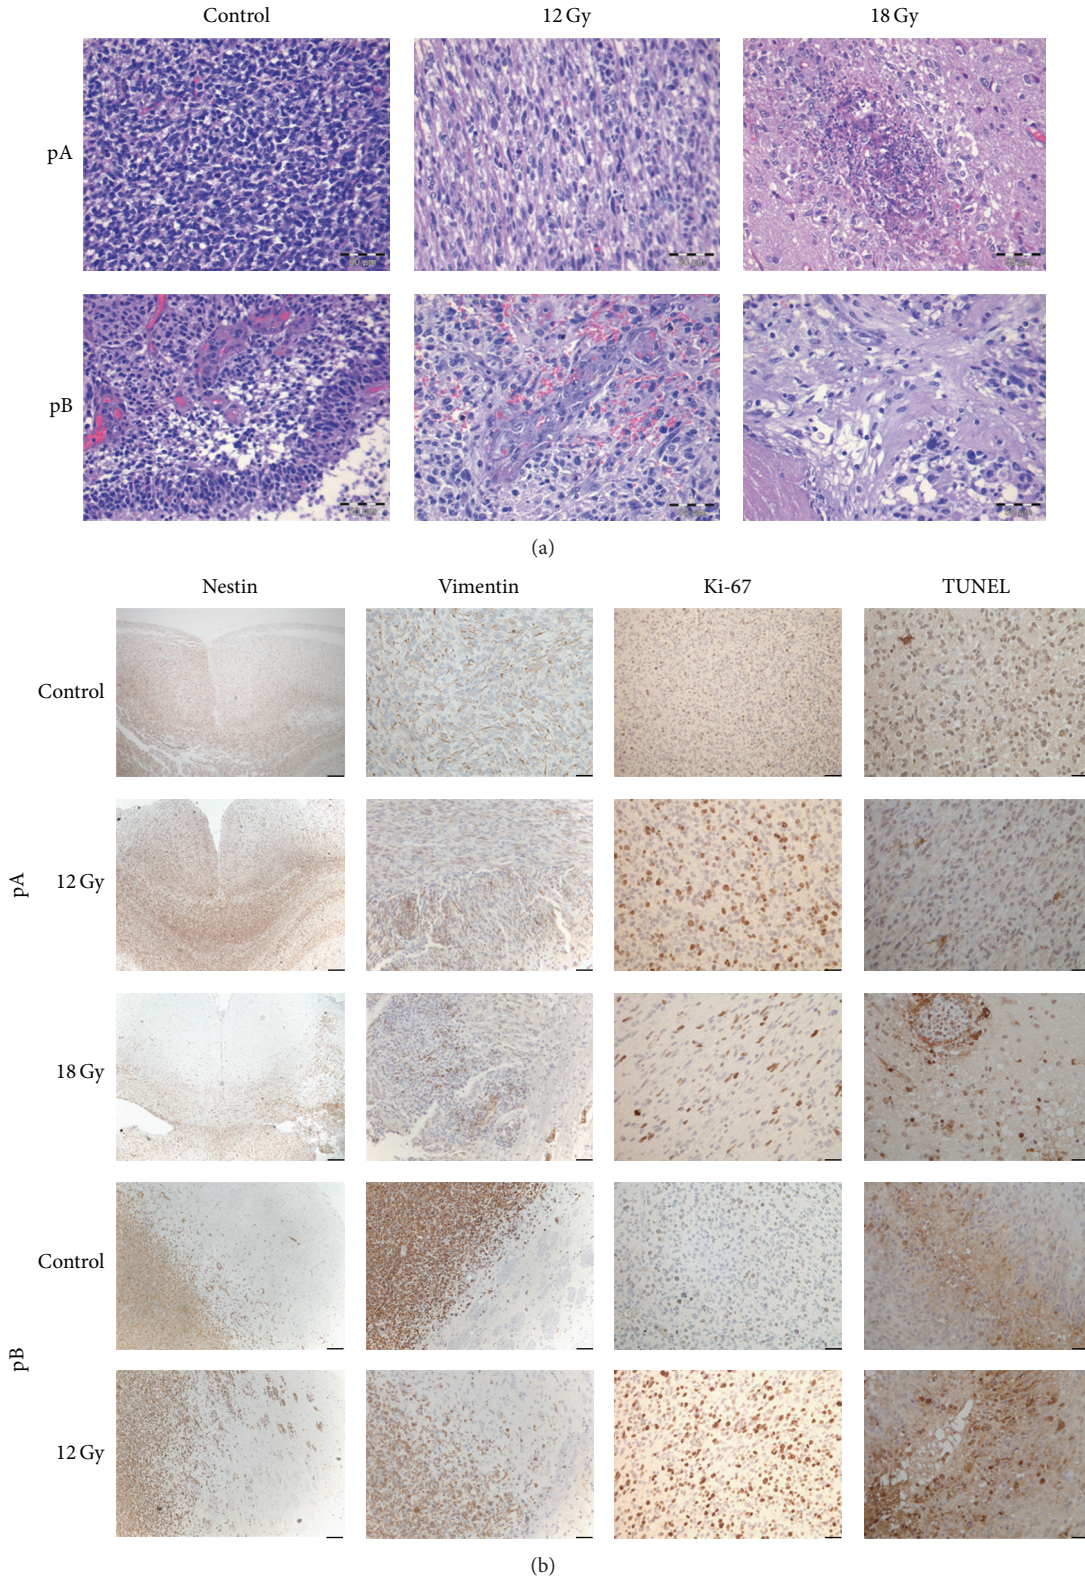 Control 12 Gy 18 Gy
pA
pB
(a)
Nestin Vimentin Ki-67 TUNEL
Control
pA
12 Gy
18 Gy
Control
pB
12 Gy
(b)